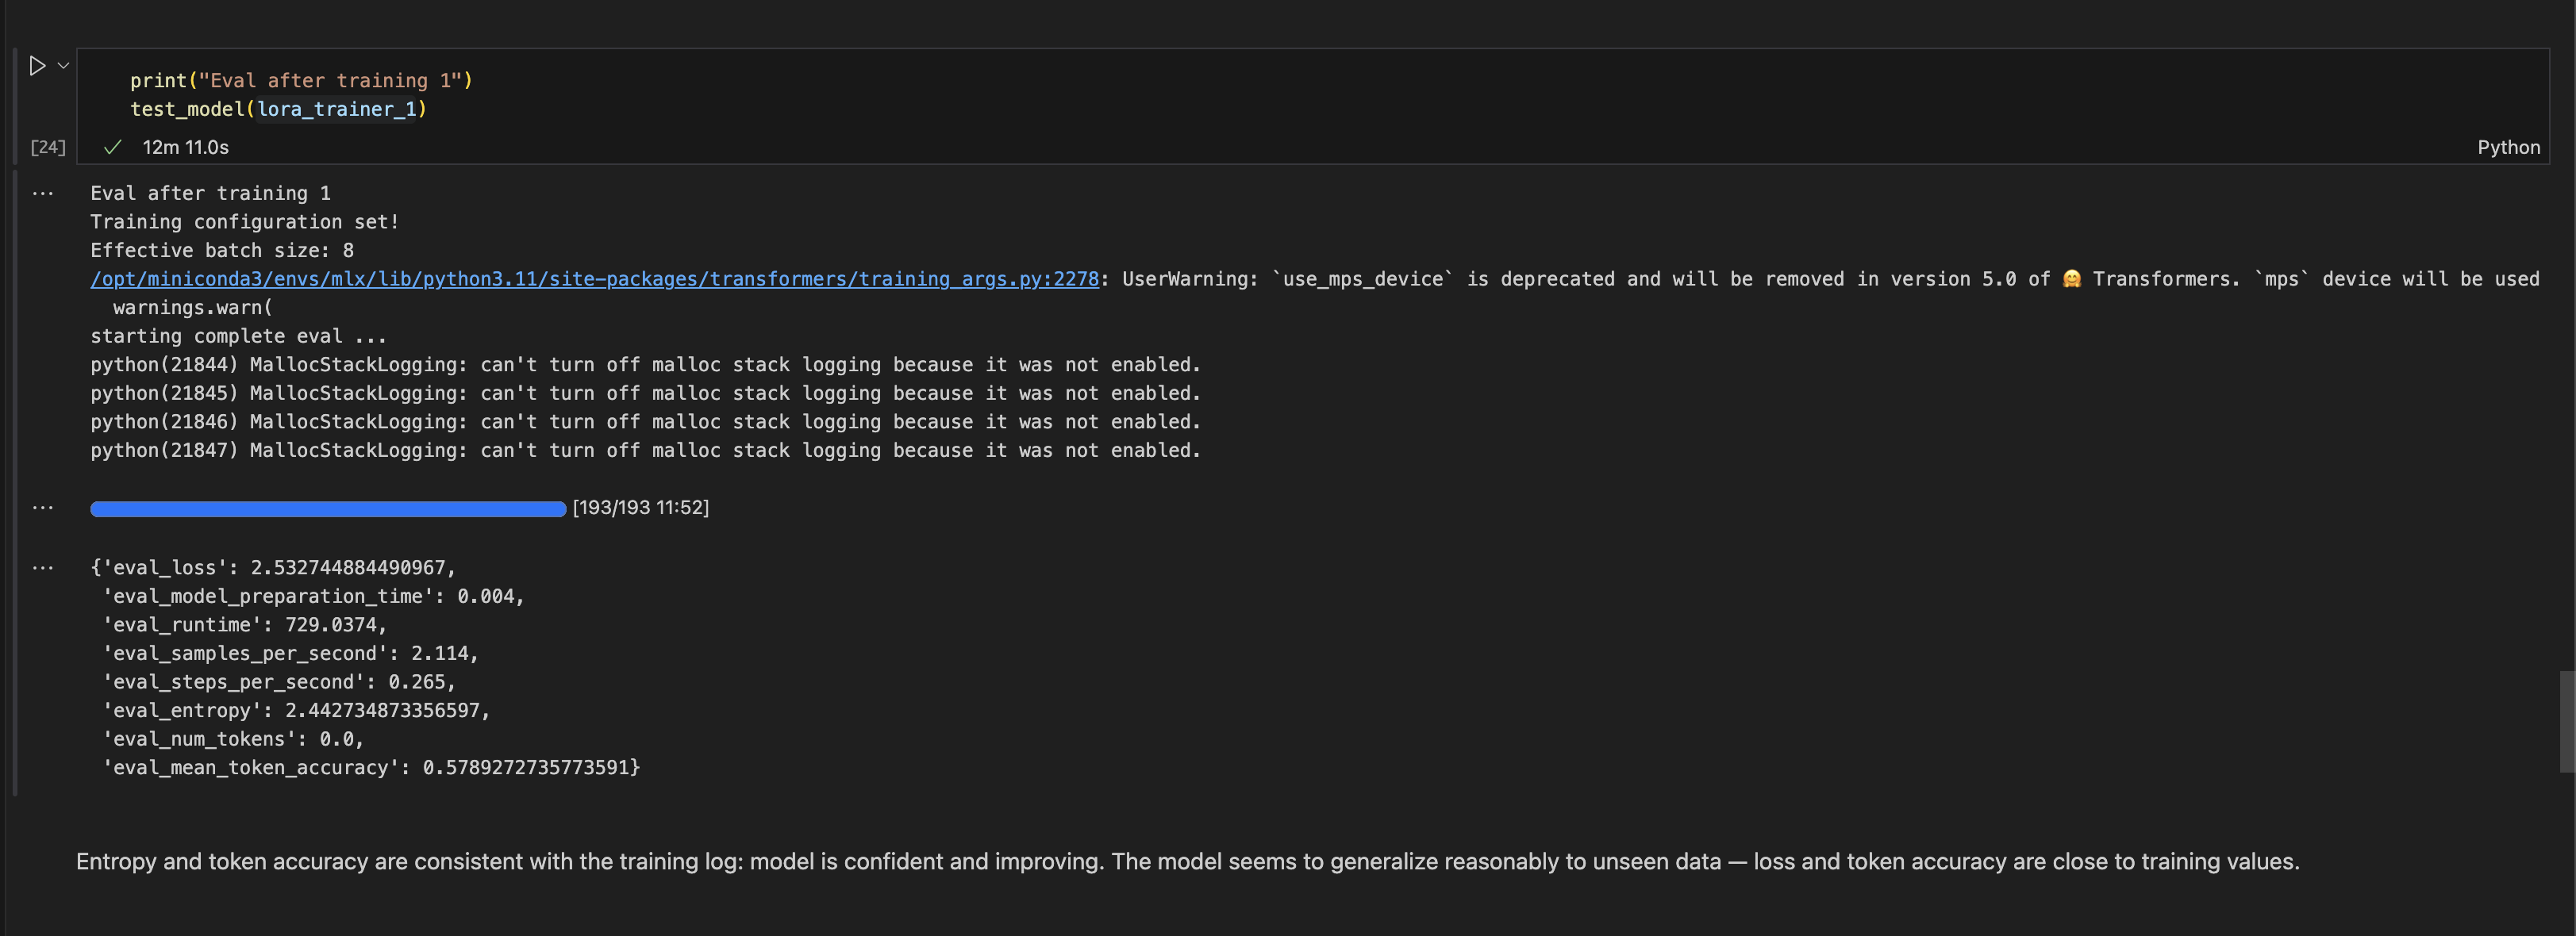 print("Eval after training 1")
test_model(lora_trainer_1)
[24] 12m 11.0s Python
... Eval after training 1
Training configuration set!
Effective batch size: 8
/opt/miniconda3/envs/mlx/lib/python3.11/site-packages/transformers/training_args.py:2278: UserWarning: `use_mps_device` is deprecated and will be removed in version 5.0 of 🤗 Transformers. `mps` device will be used
warnings.warn(
starting complete eval ...
python(21844) MallocStackLogging: can't turn off malloc stack logging because it was not enabled.
python(21845) MallocStackLogging: can't turn off malloc stack logging because it was not enabled.
python(21846) MallocStackLogging: can't turn off malloc stack logging because it was not enabled.
python(21847) MallocStackLogging: can't turn off malloc stack logging because it was not enabled.
... [193/193 11:52]
... {'eval_loss': 2.532744884490967,
'eval_model_preparation_time': 0.004,
'eval_runtime': 729.0374,
'eval_samples_per_second': 2.114,
'eval_steps_per_second': 0.265,
'eval_entropy': 2.442734873356597,
'eval_num_tokens': 0.0,
'eval_mean_token_accuracy': 0.5789272735773591}
Entropy and token accuracy are consistent with the training log: model is confident and improving. The model seems to generalize reasonably to unseen data — loss and token accuracy are close to training values.